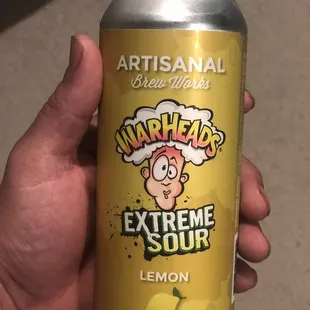 ARTISANAL
Brew Works
WARHEADS
EXTREME
SOUR
LEMON